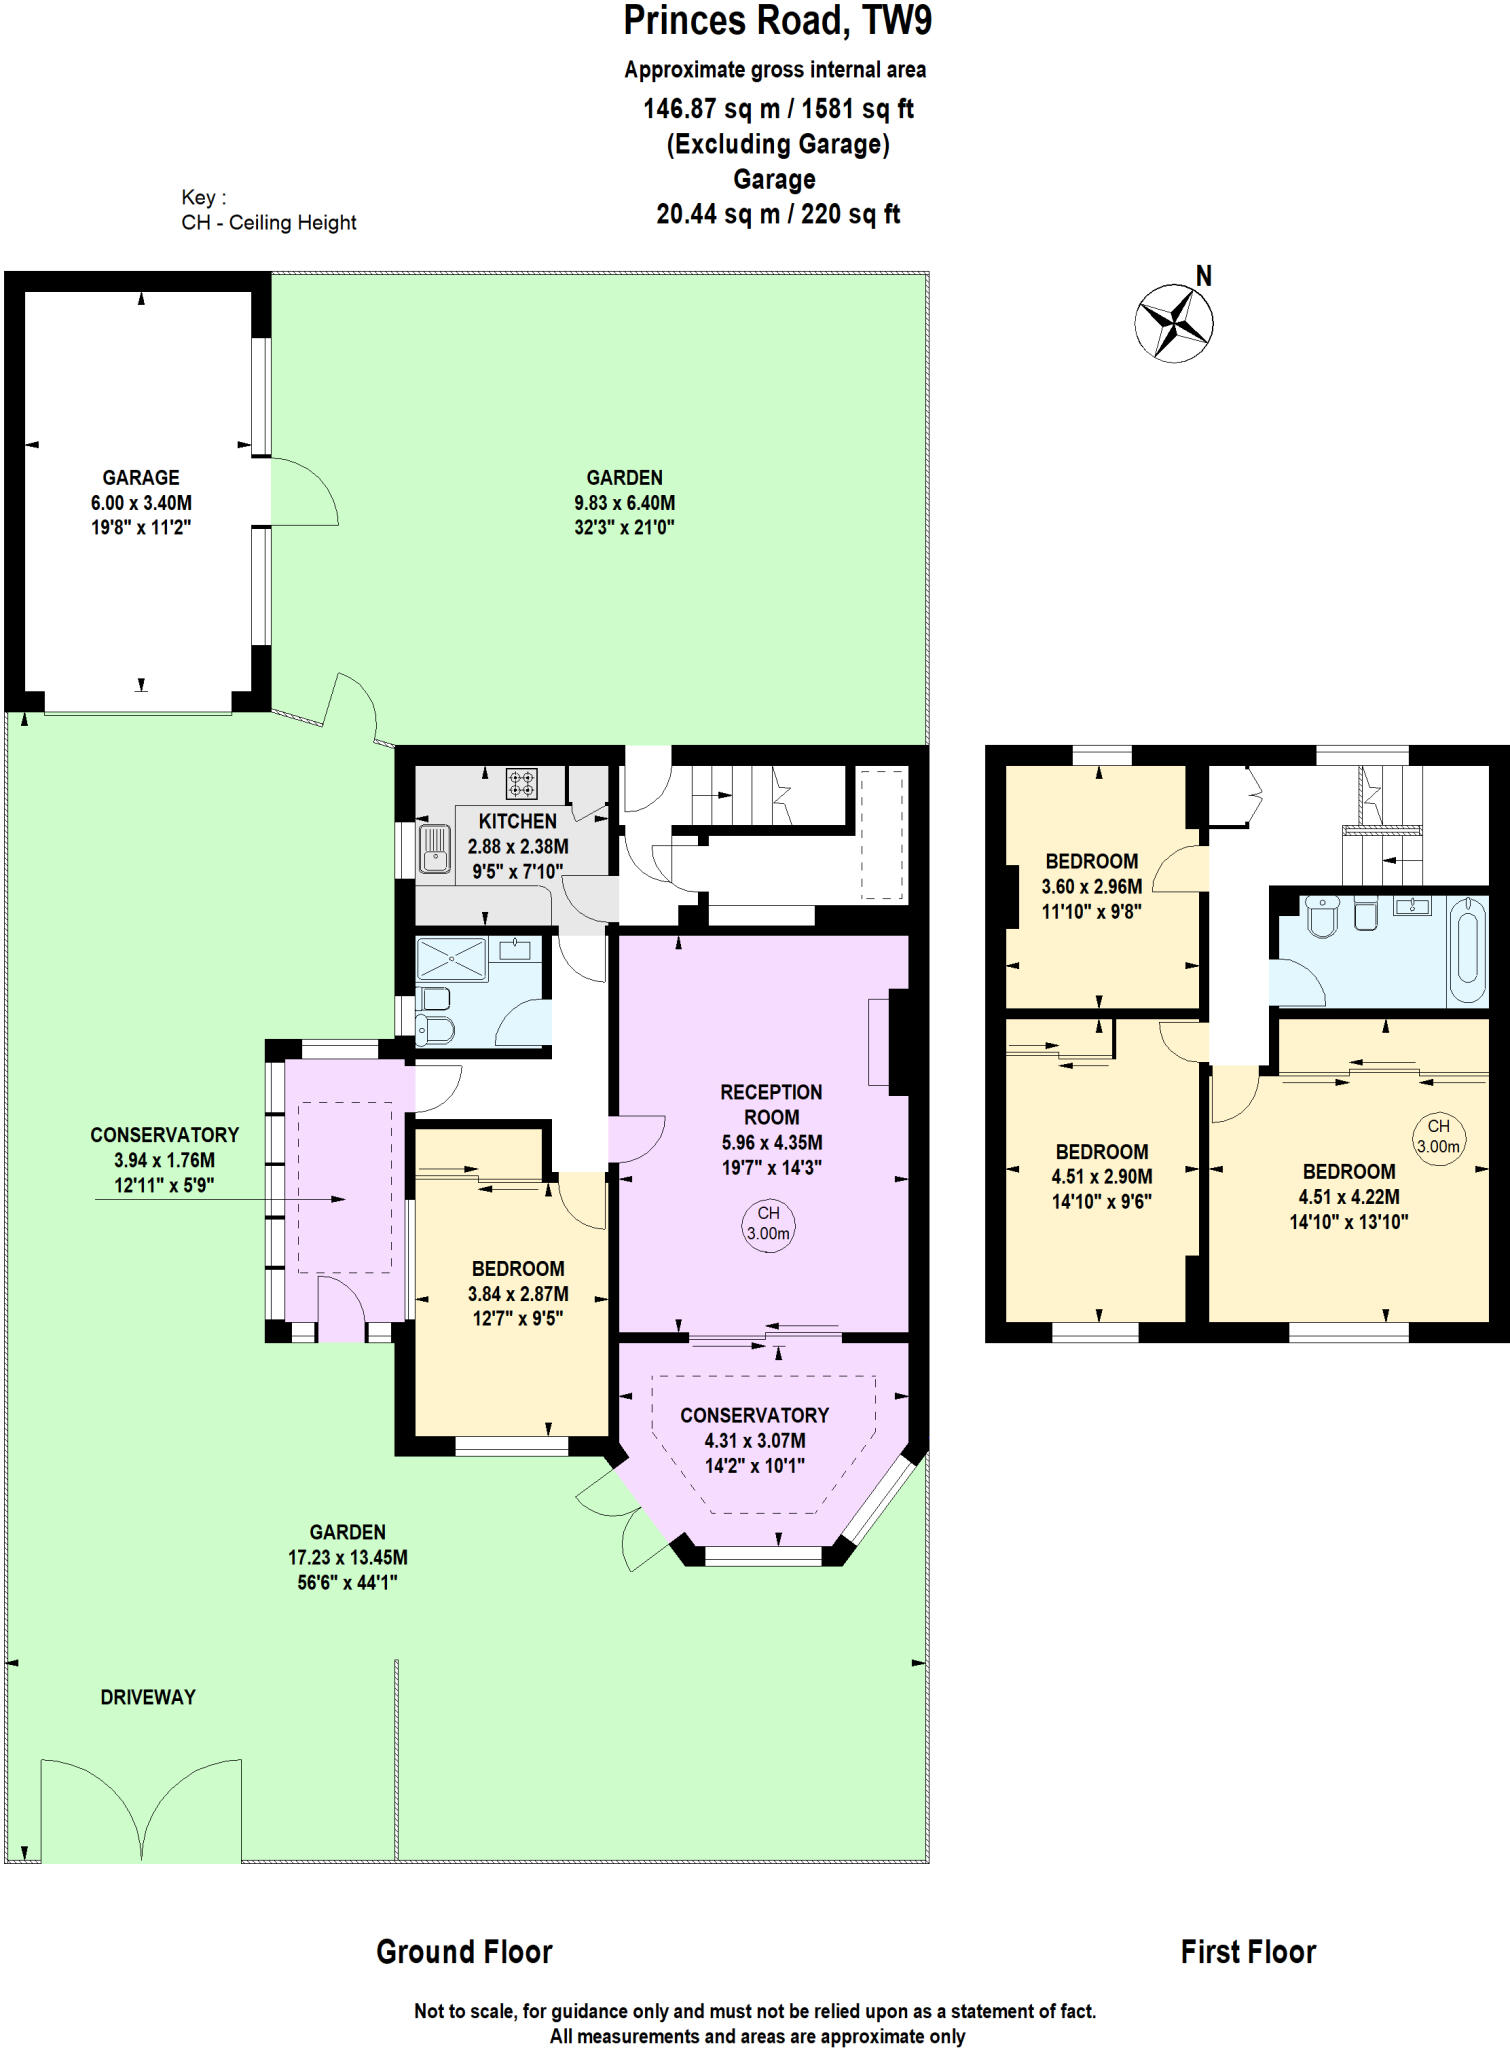 Princes Road, TW9
Approximate gross internal area
146.87 sq m / 1581 sq ft
(Excluding Garage)
Garage
20.44 sq m / 220 sq ft
Key :
CH - Ceiling Height
N
GARAGE
6.00 x 3.40M
19'8" x 11'2"
GARDEN
9.83 x 6.40M
32'3" x 21'0"
KITCHEN
2.88 x 2.38M
9'5" x 7'10"
RECEPTION
ROOM
5.96 x 4.35M
19'7" x 14'3"
CH
3.00m
CONSERVATORY
3.94 x 1.76M
12'11" x 5'9"
BEDROOM
3.84 x 2.87M
12'7" x 9'5"
CONSERVATORY
4.31 x 3.07M
14'2" x 10'1"
GARDEN
17.23 x 13.45M
56'6" x 44'1"
DRIVEWAY
BEDROOM
3.60 x 2.96M
11'10" x 9'8"
BEDROOM
4.51 x 2.90M
14'10" x 9'6"
CH
3.00m
BEDROOM
4.51 x 4.22M
14'10" x 13'10"
Ground Floor
First Floor
Not to scale, for guidance only and must not be relied upon as a statement of fact.
All measurements and areas are approximate only